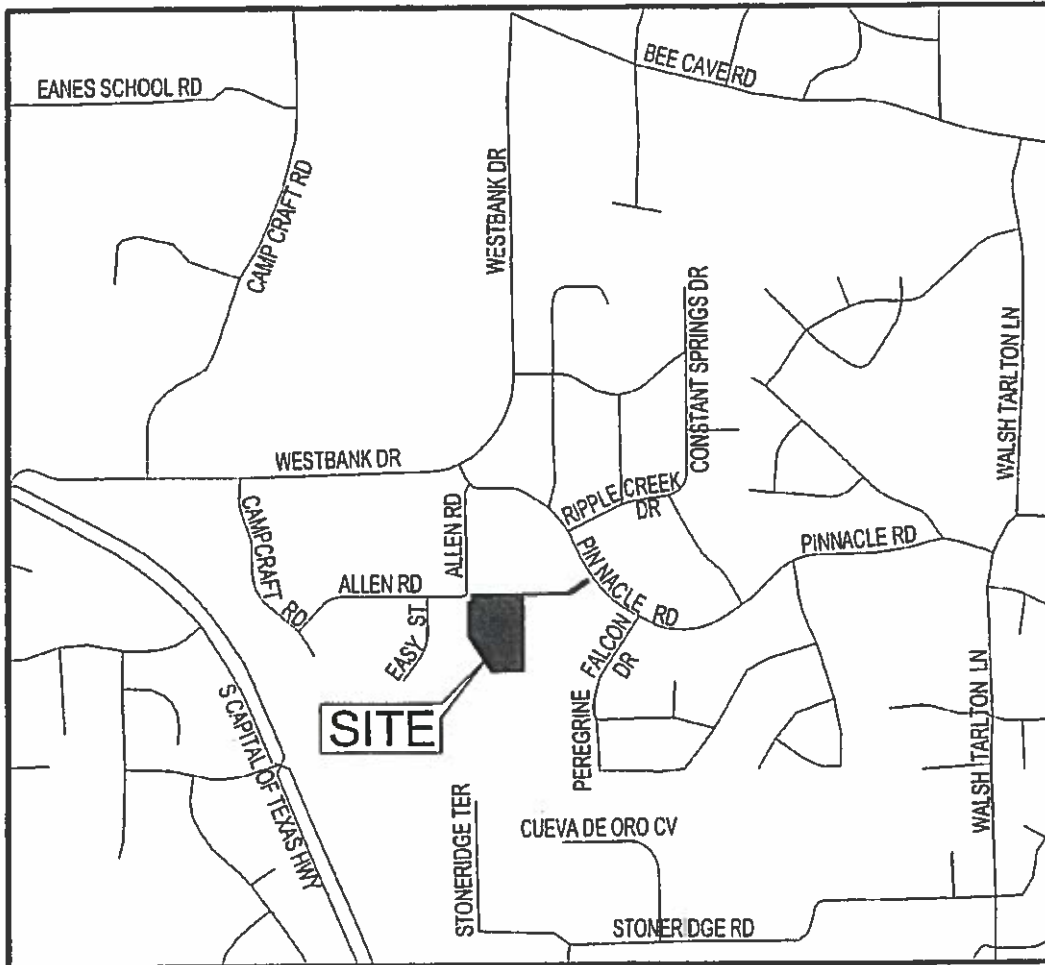 BEE CAVE RD
EANES SCHOOL RD
CAMP CRAFT RD
WESTBANK DR
CONSTANT SPRINGS DR
WALSH TARLTON LN
WESTBANK DR
RIPPLE CREEK
DR
CAMPCRAFT RD
ALLEN RD
PINNACLE RD
ALLEN RD
PINNACLE RD
EASY ST
PEREGRINE FALCON
DR
SITE
S CAPITAL OF TEXAS HWY
WALSH TARLTON LN
STONERIDGE TER
CUEVA DE ORO CV
STONERIDGE RD